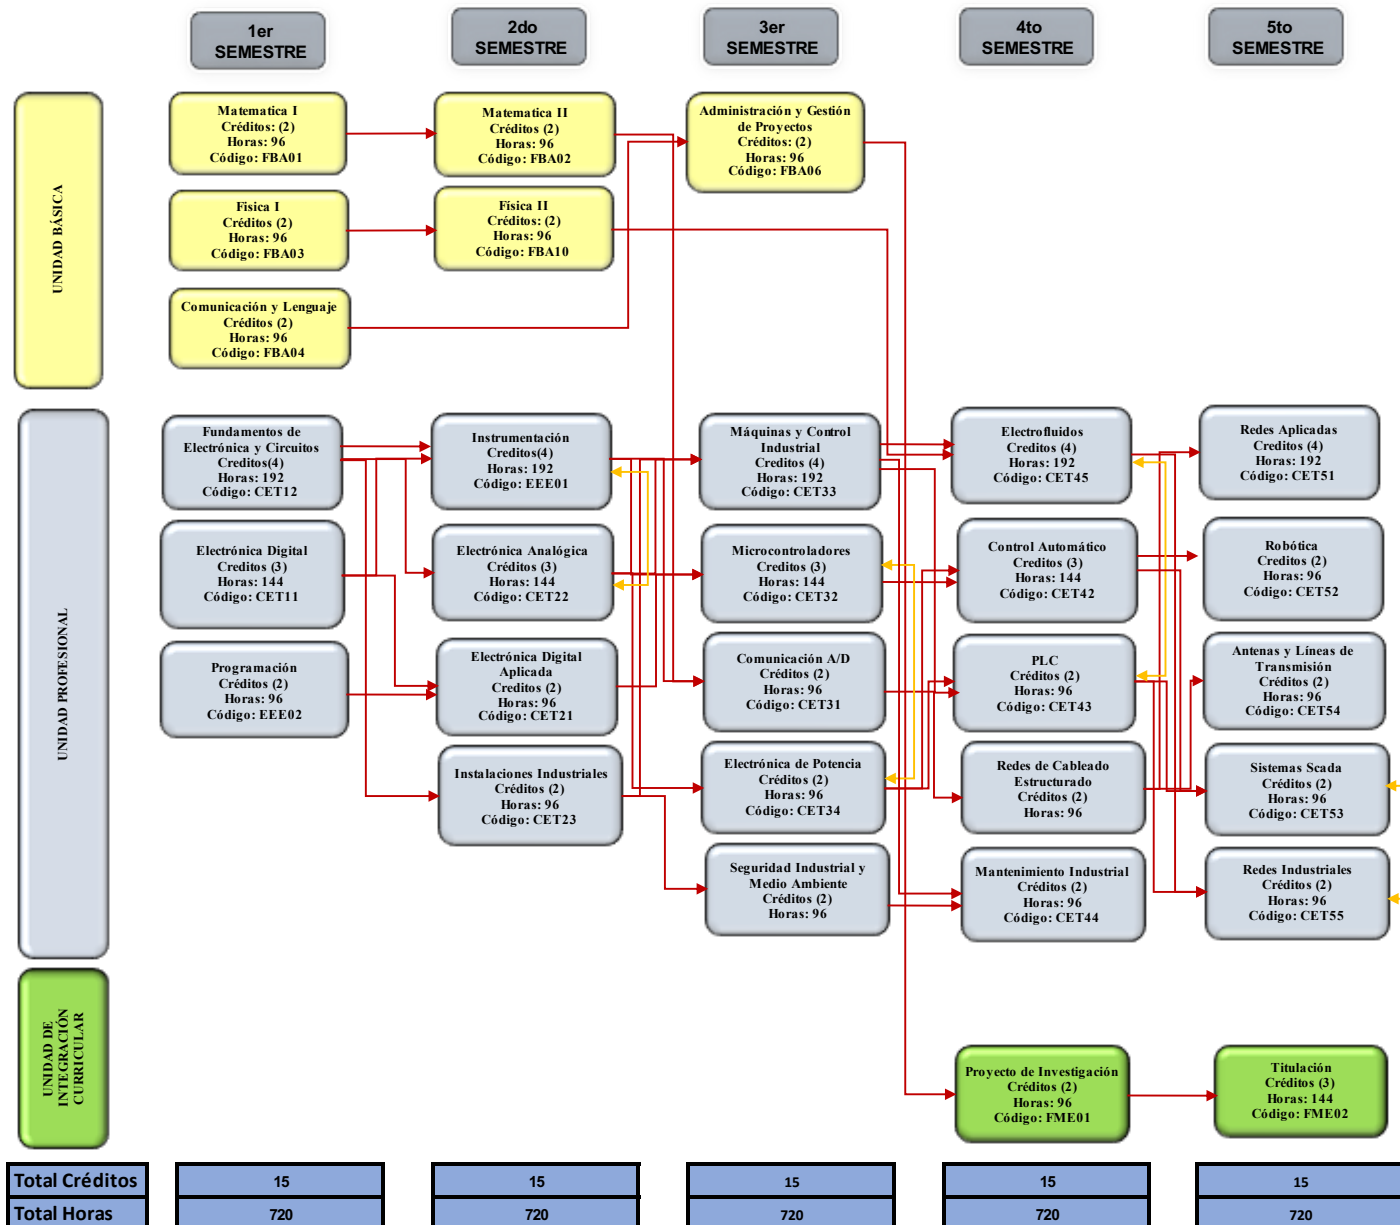 1er
SEMESTRE
2do
SEMESTRE
3er
SEMESTRE
4to
SEMESTRE
5to
SEMESTRE
UNIDAD BÁSICA
Matematica I
Créditos: (2)
Horas: 96
Código: FBA01
Matematica II
Créditos (2)
Horas: 96
Código: FBA02
Administración y Gestión
de Proyectos
Créditos: (2)
Horas: 96
Código: FBA06
Fisica I
Créditos (2)
Horas: 96
Código: FBA03
Física II
Créditos: (2)
Horas: 96
Código: FBA10
Comunicación y Lenguaje
Créditos (2)
Horas: 96
Código: FBA04
UNIDAD PROFESIONAL
Fundamentos de
Electrónica y Circuitos
Creditos(4)
Horas: 192
Código: CET12
Instrumentación
Creditos(4)
Horas: 192
Código: EEE01
Máquinas y Control
Industrial
Créditos (4)
Horas: 192
Código: CET33
Electrofluidos
Creditos (4)
Horas: 192
Código: CET45
Redes Aplicadas
Creditos (4)
Horas: 192
Código: CET51
Electrónica Digital
Creditos (3)
Horas: 144
Código: CET11
Electrónica Analógica
Créditos (3)
Horas: 144
Código: CET22
Microcontroladores
Creditos (3)
Horas: 144
Código: CET32
Control Automático
Creditos (3)
Horas: 144
Código: CET42
Robótica
Creditos (2)
Horas: 96
Código: CET52
Programación
Créditos (2)
Horas: 96
Código: EEE02
Electrónica Digital
Aplicada
Creditos (2)
Horas: 96
Código: CET21
Comunicación A/D
Créditos (2)
Horas: 96
Código: CET31
PLC
Créditos (2)
Horas: 96
Código: CET43
Antenas y Líneas de
Transmisión
Créditos (2)
Horas: 96
Código: CET54
Instalaciones Industriales
Créditos (2)
Horas: 96
Código: CET23
Electrónica de Potencia
Créditos (2)
Horas: 96
Código: CET34
Redes de Cableado
Estructurado
Créditos (2)
Horas: 96
Sistemas Scada
Créditos (2)
Horas: 96
Código: CET53
Seguridad Industrial y
Medio Ambiente
Créditos (2)
Horas: 96
Mantenimiento Industrial
Créditos (2)
Horas: 96
Código: CET44
Redes Industriales
Créditos (2)
Horas: 96
Código: CET55
UNIDAD DE
INTEGRACIÓN
CURRICULAR
Proyecto de Investigación
Créditos (2)
Horas: 96
Código: FME01
Titulación
Créditos (3)
Horas: 144
Código: FME02
Total Créditos 15 15 15 15 15
Total Horas 720 720 720 720 720